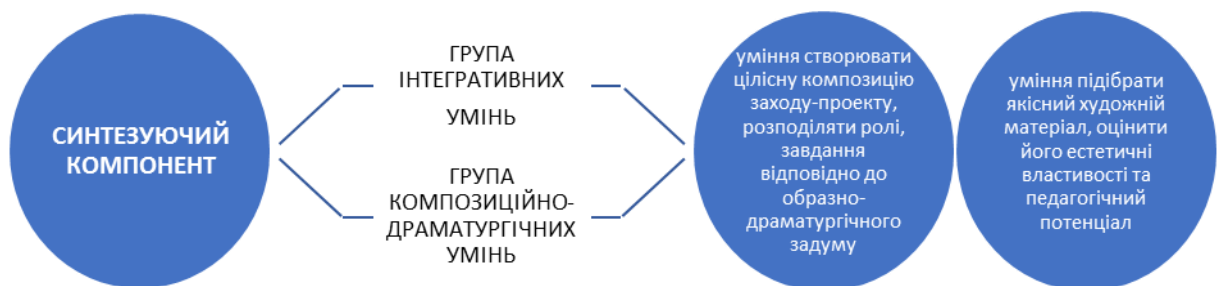 СИНТЕЗУЮЧИЙ
КОМПОНЕНТ
ГРУПА
ІНТЕГРАТИВНИХ
УМІНЬ
ГРУПА
КОМПОЗИЦІЙНО-
ДРАМАТУРГІЧНИХ
УМІНЬ
уміння створювати
цілісну композицію
заходу-проекту,
розподіляти ролі,
завдання
відповідно до
образно-
драматургічного
задуму
уміння підібрати
якісний художній
матеріал, оцінити
його естетичні
властивості та
педагогічний
потенціал